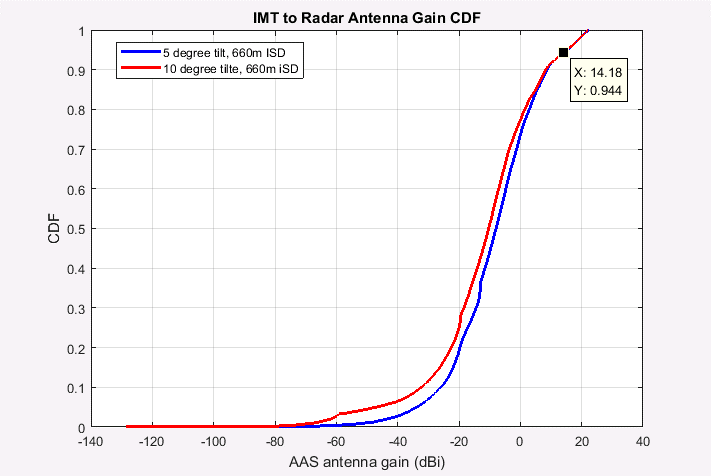 IMT to Radar Antenna Gain CDF
5 degree tilt, 660m ISD
10 degree tilte, 660m iSD
X: 14.18
Y: 0.944
1
0.9
0.8
0.7
0.6
0.5
0.4
0.3
0.2
0.1
0
CDF
-140 -120 -100 -80 -60 -40 -20 0 20 40
AAS antenna gain (dBi)